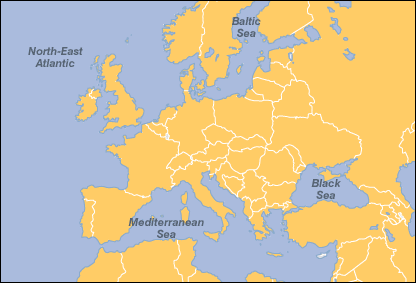 Baltic
Sea
North-East
Atlantic
Black
Sea
Mediterranean
Sea